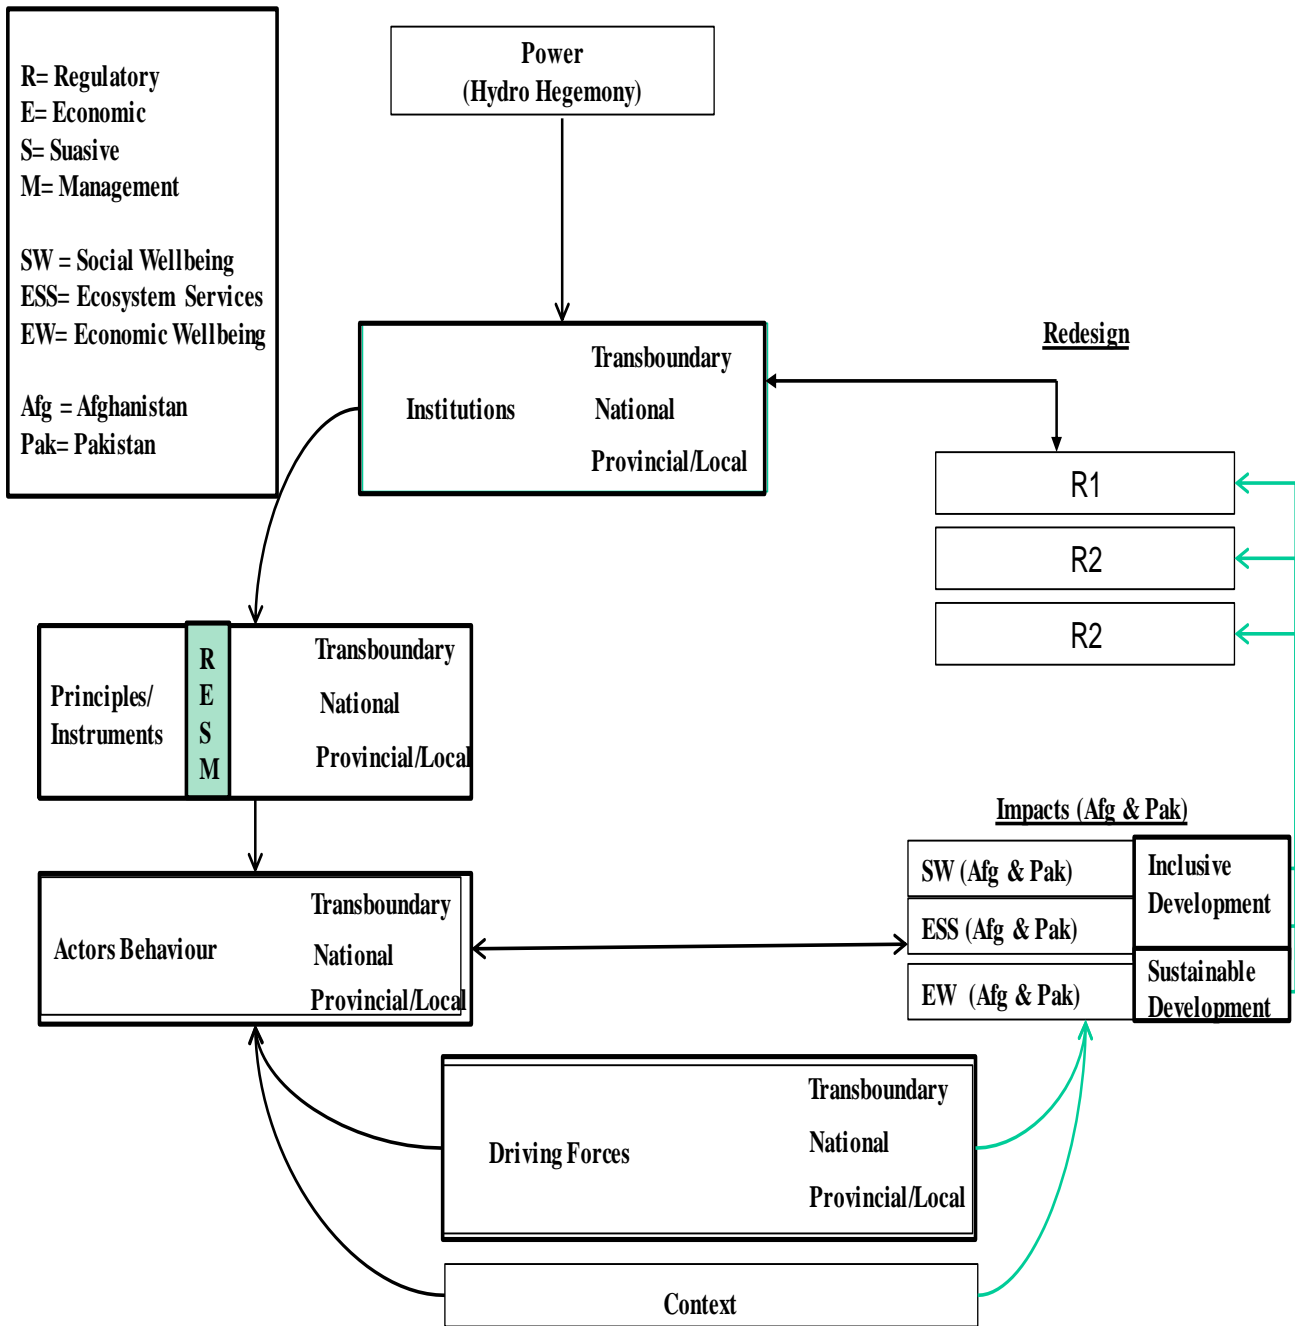 R= Regulatory
E= Economic
S= Suasive
M= Management
SW = Social Wellbeing
ESS= Ecosystem Services
EW= Economic Wellbeing
Afg = Afghanistan
Pak= Pakistan
Power
(Hydro Hegemony)
Institutions
Transboundary
National
Provincial/Local
Redesign
R1
R2
R2
Principles/
Instruments
R
E
S
M
Transboundary
National
Provincial/Local
Actors Behaviour
Transboundary
National
Provincial/Local
Impacts (Afg & Pak)
SW (Afg & Pak)
ESS (Afg & Pak)
EW (Afg & Pak)
Inclusive
Development
Sustainable
Development
Driving Forces
Transboundary
National
Provincial/Local
Context